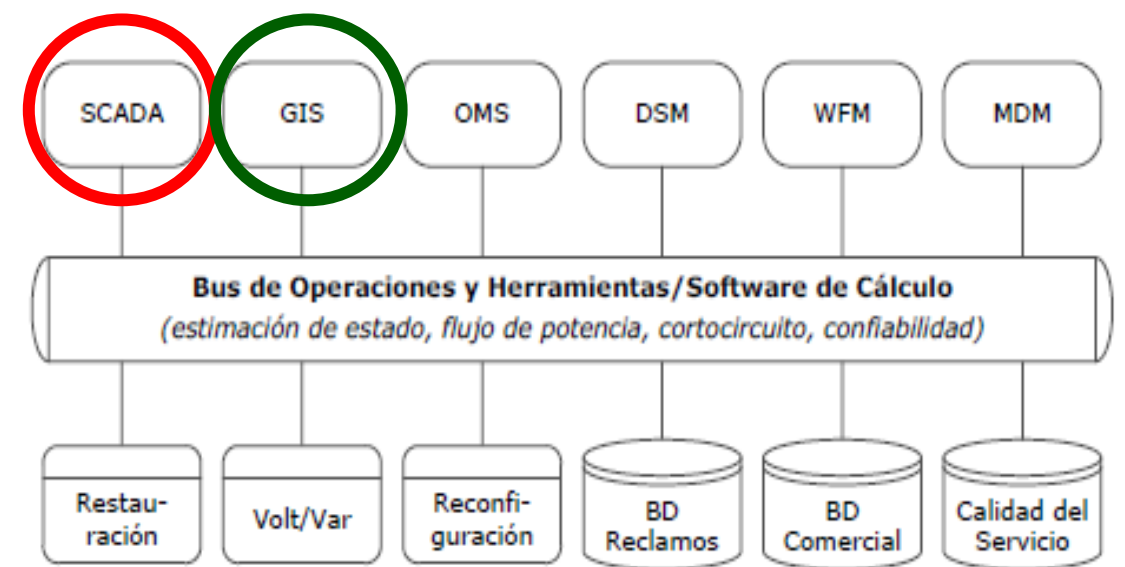 SCADA
GIS
OMS
DSM
WFM
MDM
Bus de Operaciones y Herramientas/Software de Cálculo
(estimación de estado, flujo de potencia, cortocircuito, confiabilidad)
Restau-
ración
Volt/Var
Reconfi-
guración
BD
Reclamos
BD
Comercial
Calidad del
Servicio